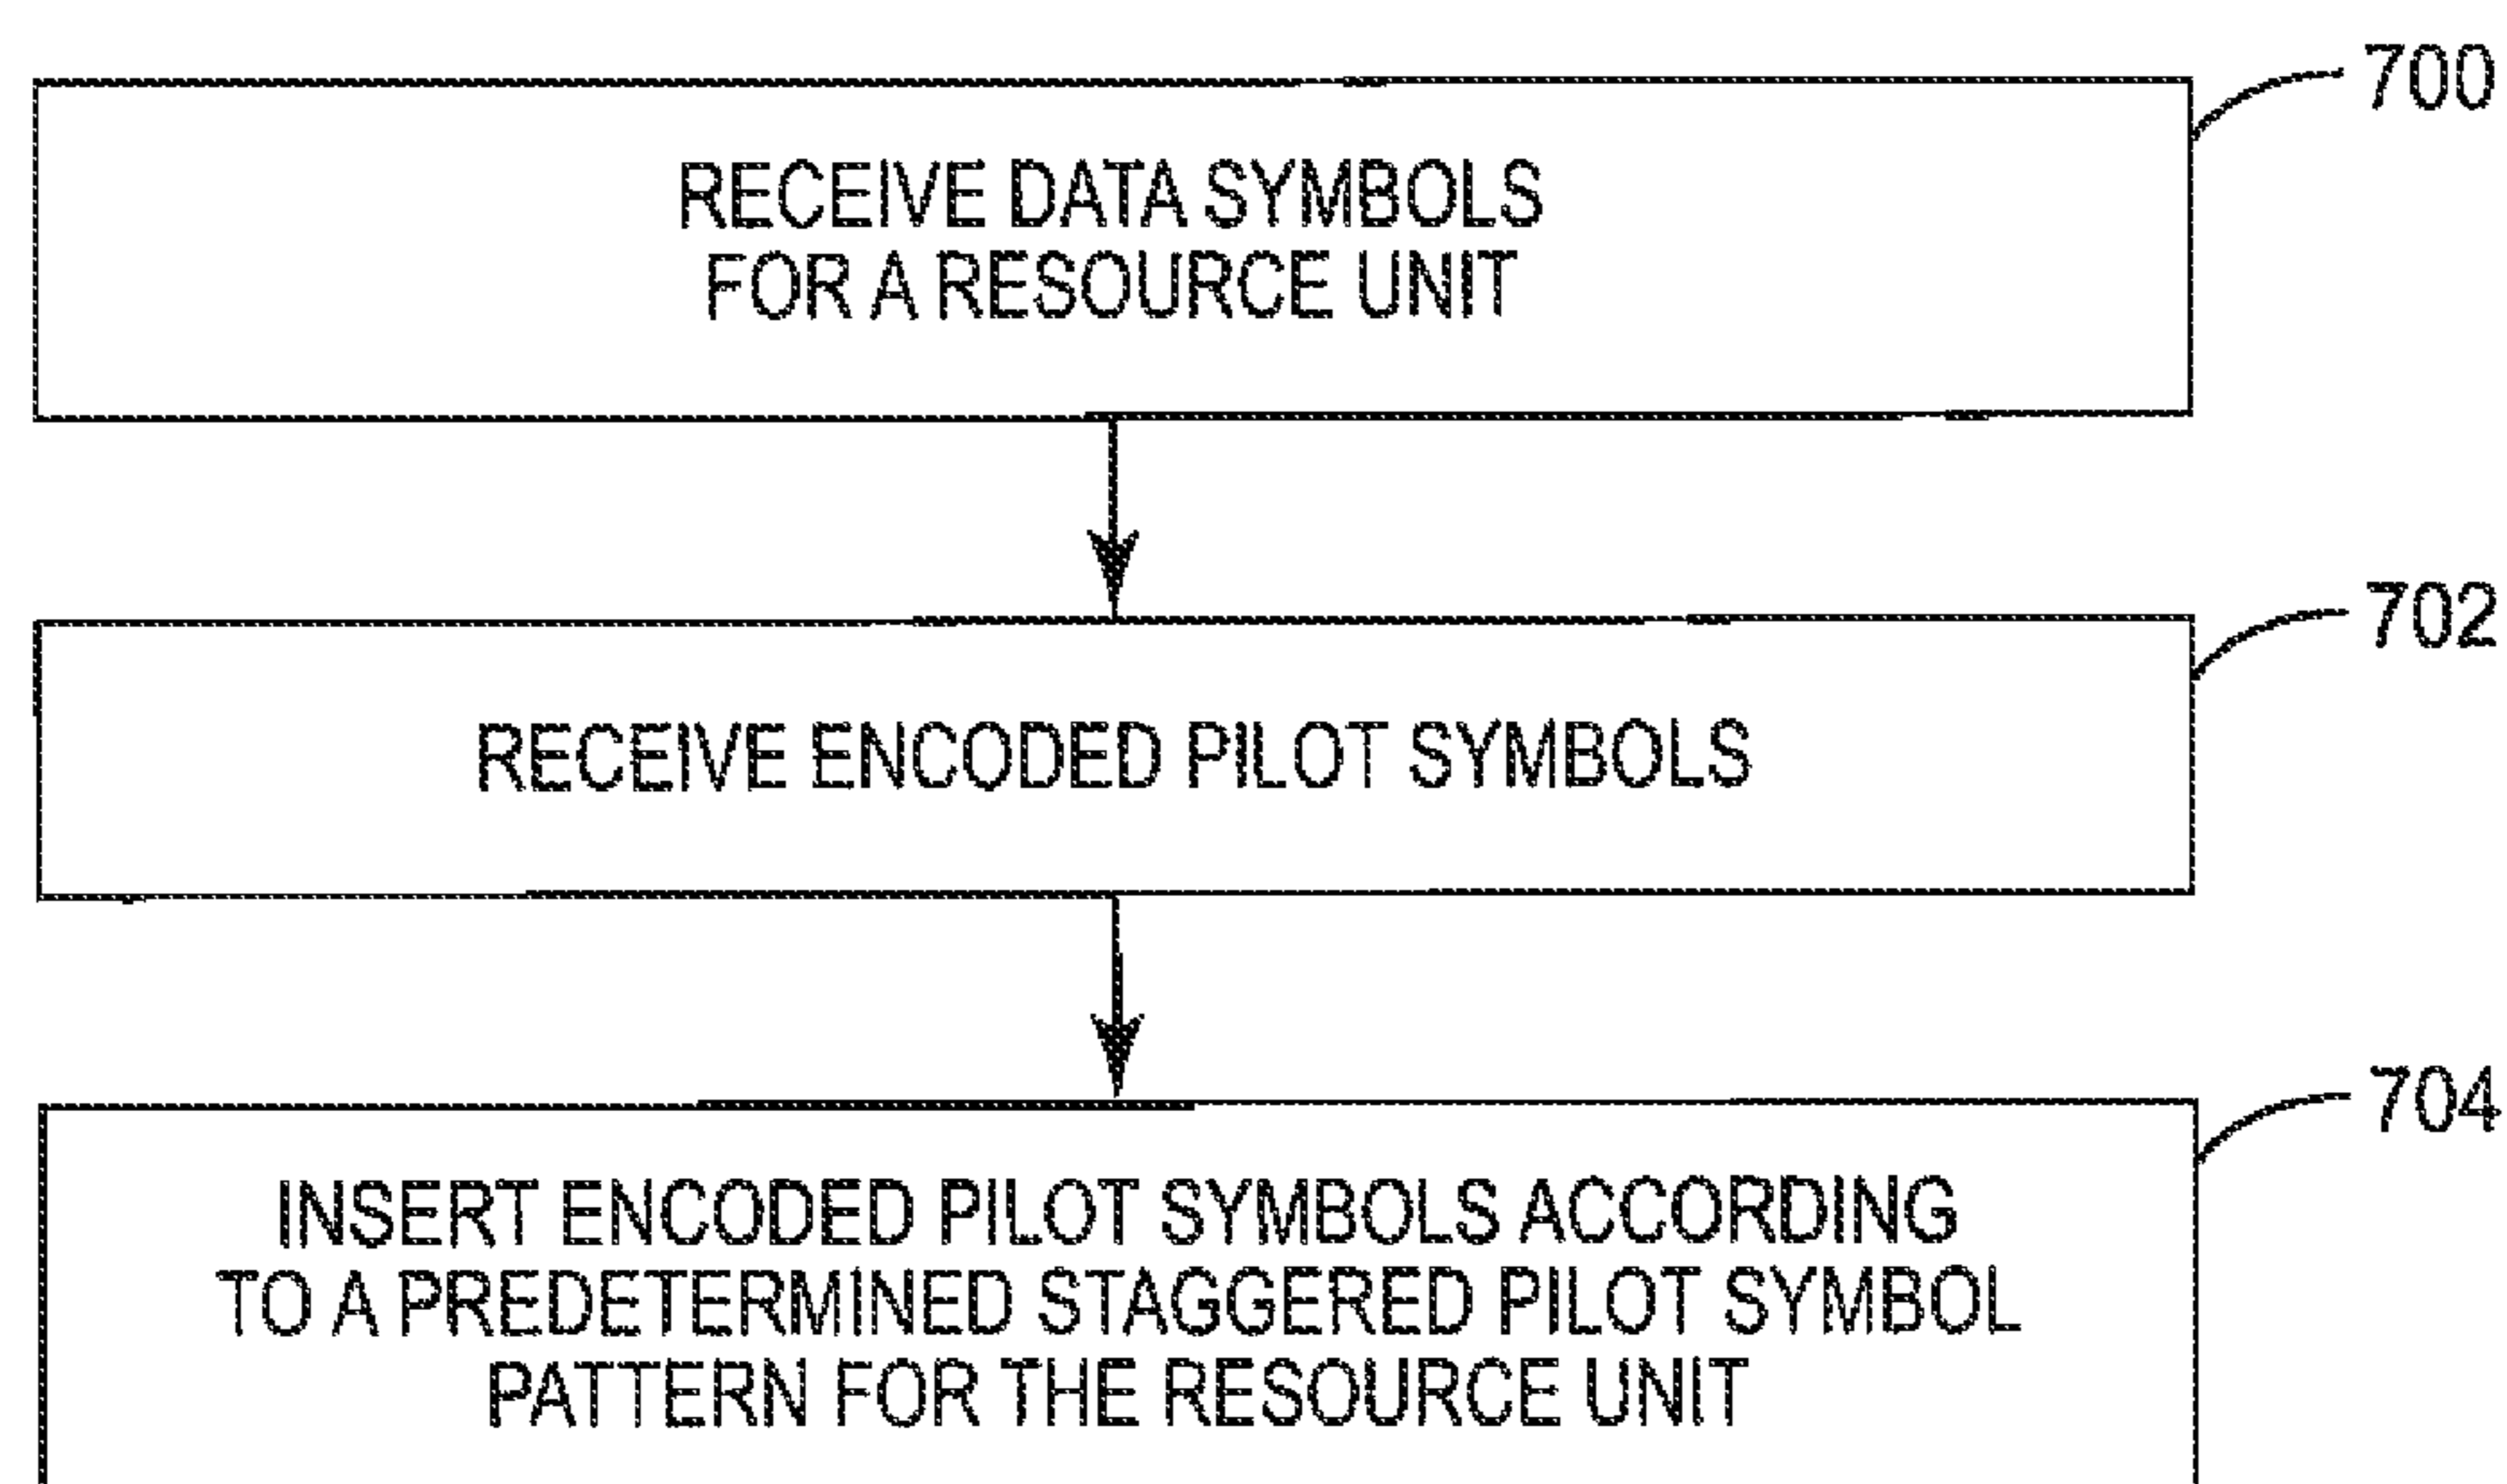 700
RECEIVE DATA SYMBOLS
FOR A RESOURCE UNIT
702
RECEIVE ENCODED PILOT SYMBOLS
704
INSERT ENCODED PILOT SYMBOLS ACCORDING
TO A PREDETERMINED STAGGERED PILOT SYMBOL
PATTERN FOR THE RESOURCE UNIT